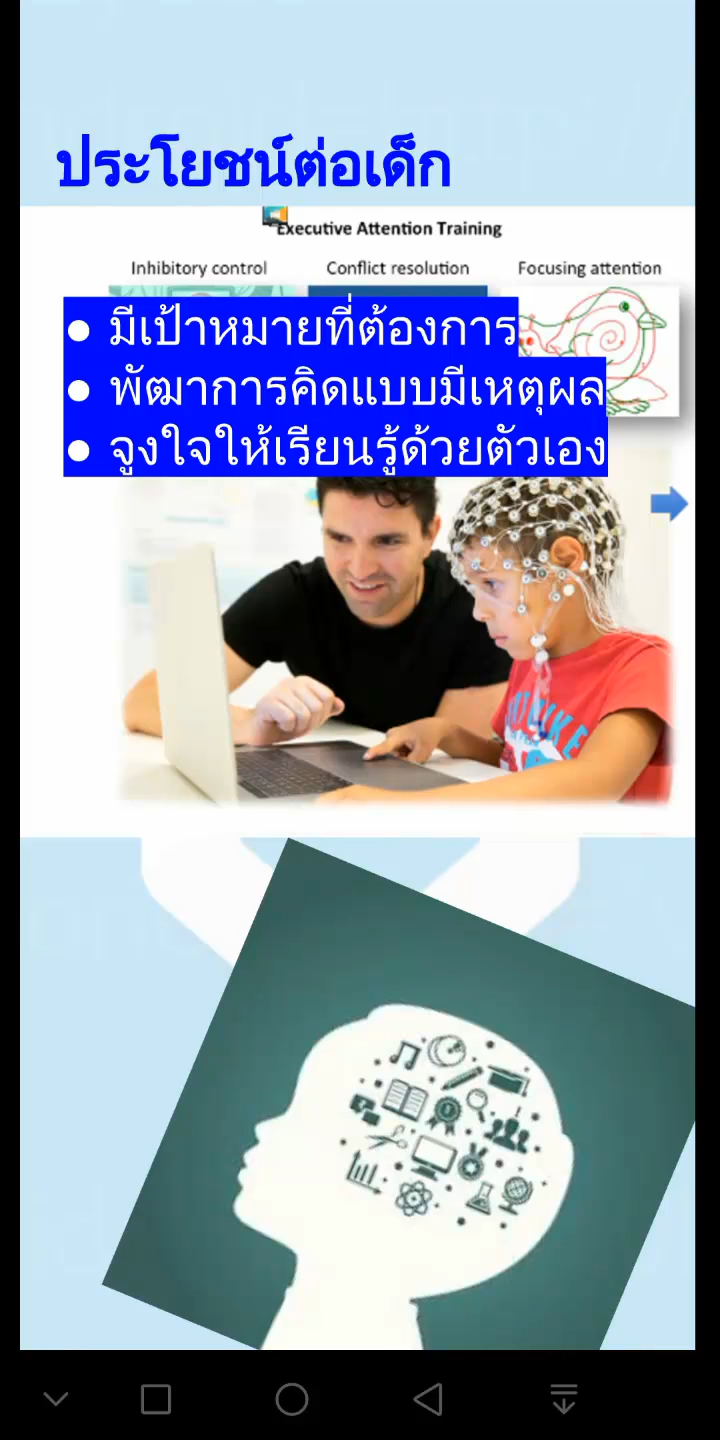 ประโยชน์ต่อเด็ก
Executive Attention Training
Inhibitory control Conflict resolution Focusing attention
● มีเป้าหมายที่ต้องการ
● พัฒาการคิดแบบมีเหตุผล
● จูงใจให้เรียนรู้ด้วยตัวเอง